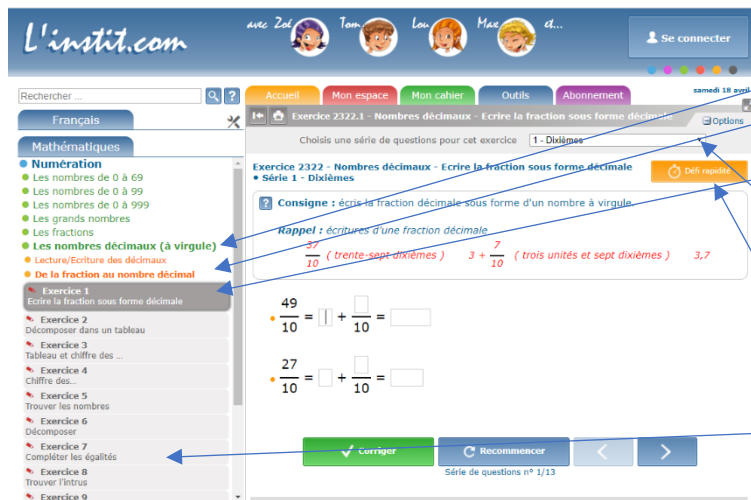 L'instit.com
avec Zoé Tom Lou Max et...
Se connecter
Rechercher ... ?
Accueil Mon espace Mon cahier Outils Abonnement
samedi 18 avril
Français
Mathématiques
Numération
Les nombres de 0 à 69
Les nombres de 0 à 99
Les nombres de 0 à 999
Les grands nombres
Les fractions
Les nombres décimaux (à virgule)
Lecture/Ecriture des décimaux
De la fraction au nombre décimal
Exercice 1
Ecrire la fraction sous forme décimale
Exercice 2
Décomposer dans un tableau
Exercice 3
Tableau et chiffre des ...
Exercice 4
Chiffre des...
Exercice 5
Trouver les nombres
Exercice 6
Décomposer
Exercice 7
Compléter les égalités
Exercice 8
Trouver l'intrus
Exercice 9
Exercice 2322.1 - Nombres décimaux - Ecrire la fraction sous forme décimale
Options
Choisis une série de questions pour cet exercice 1 - Dixièmes
Exercice 2322 - Nombres décimaux - Ecrire la fraction sous forme décimale
• Série 1 - Dixièmes
Défi rapidité
? Consigne : écris la fraction décimale sous forme d'un nombre à virgule.
Rappel : écritures d'une fraction décimale
37/10 ( trente-sept dixièmes ) 3 + 7/10 ( trois unités et sept dixièmes ) 3,7
49/10 = + /10 =
27/10 = + /10 =
Corriger Recommencer < >
Série de questions n° 1/13